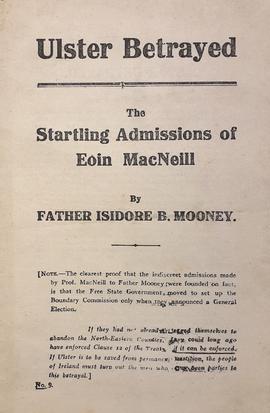 Ulster Betrayed
The
Startling Admissions of
Eoin MacNeill
By
FATHER ISIDORE B. MOONEY.
[NOTE.—The clearest proof that the indiscreet admissions made
by Prof. MacNeill to Father Mooney were founded on fact,
is that the Free State Government, moved to set up the
Boundary Commission only when they announced a General
Election.
If they had not already themselves to
abandon the North-Eastern Counties, they could long ago
have enforced Clause 12 of the Treaty, if it can be enforced.
If Ulster is to be saved from permanent the people
of Ireland must turn out the men who been parties to
this betrayal.]
No. 9.